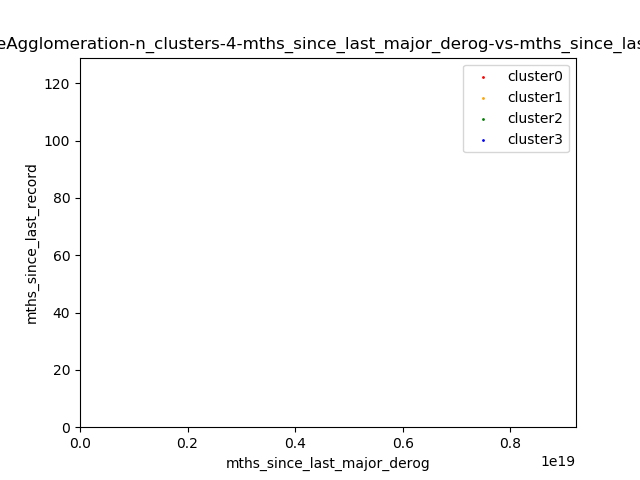 eAgglomeration-n_clusters-4-mths_since_last_major_derog-vs-mths_since_las
120
100
80
60
40
20
0
mths_since_last_record
cluster0
cluster1
cluster2
cluster3
0.0 0.2 0.4 0.6 0.8
1e19
mths_since_last_major_derog